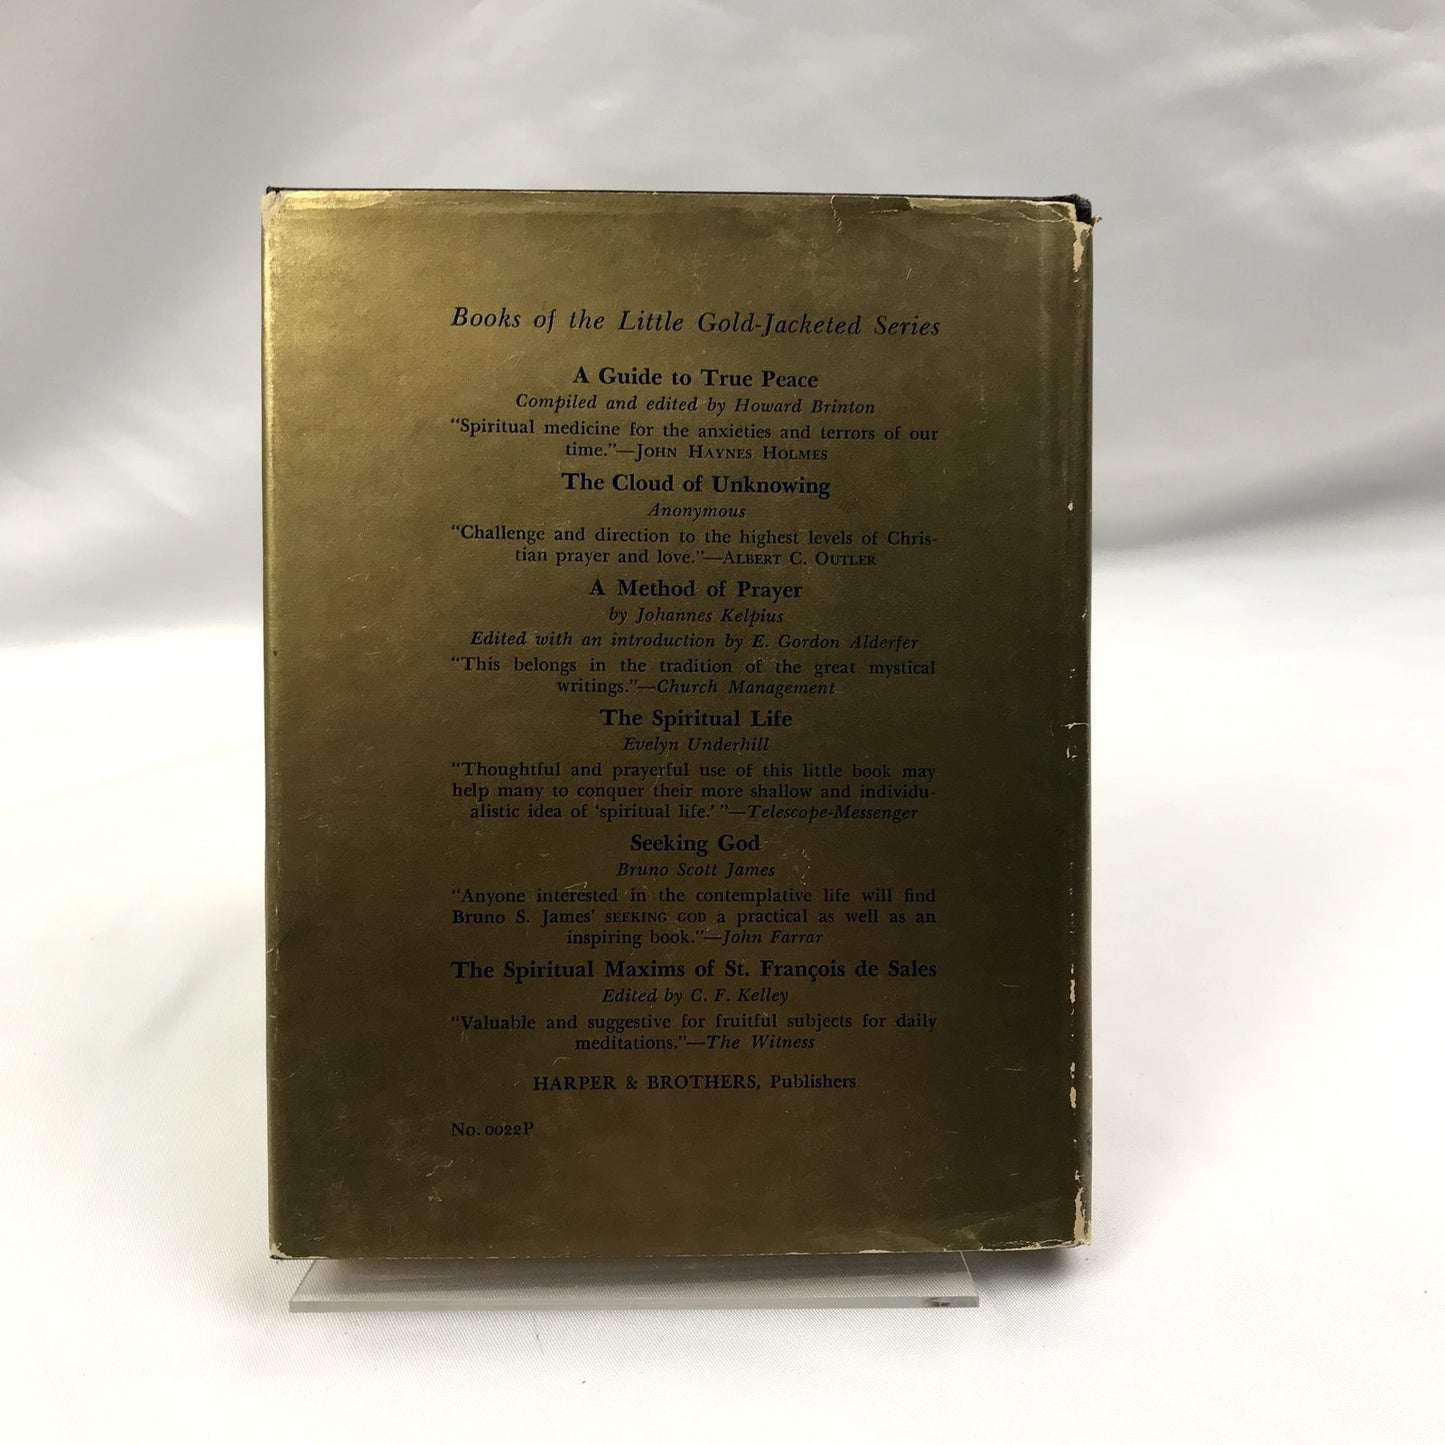 Books of the Little Gold-Jacketed Series
A Guide to True Peace
Compiled and edited by Howard Brinton
“Spiritual medicine for the anxieties and terrors of our
time.”—JOHN HAYNES HOLMES
The Cloud of Unknowing
Anonymous
“Challenge and direction to the highest levels of Chris-
tian prayer and love.”—ALBERT C. OUTLER
A Method of Prayer
by Johannes Kelpius
Edited with an introduction by E. Gordon Alderfer
“This belongs in the tradition of the great mystical
writings.”—Church Management
The Spiritual Life
Evelyn Underhill
“Thoughtful and prayerful use of this little book may
help many to conquer their more shallow and individu-
alistic idea of ‘spiritual life.’ ”—Telescope-Messenger
Seeking God
Bruno Scott James
“Anyone interested in the contemplative life will find
Bruno S. James’ SEEKING GOD a practical as well as an
inspiring book.”—John Farrar
The Spiritual Maxims of St. François de Sales
Edited by C. F. Kelley
“Valuable and suggestive for fruitful subjects for daily
meditations.”—The Witness
HARPER & BROTHERS, Publishers
No. 0022P